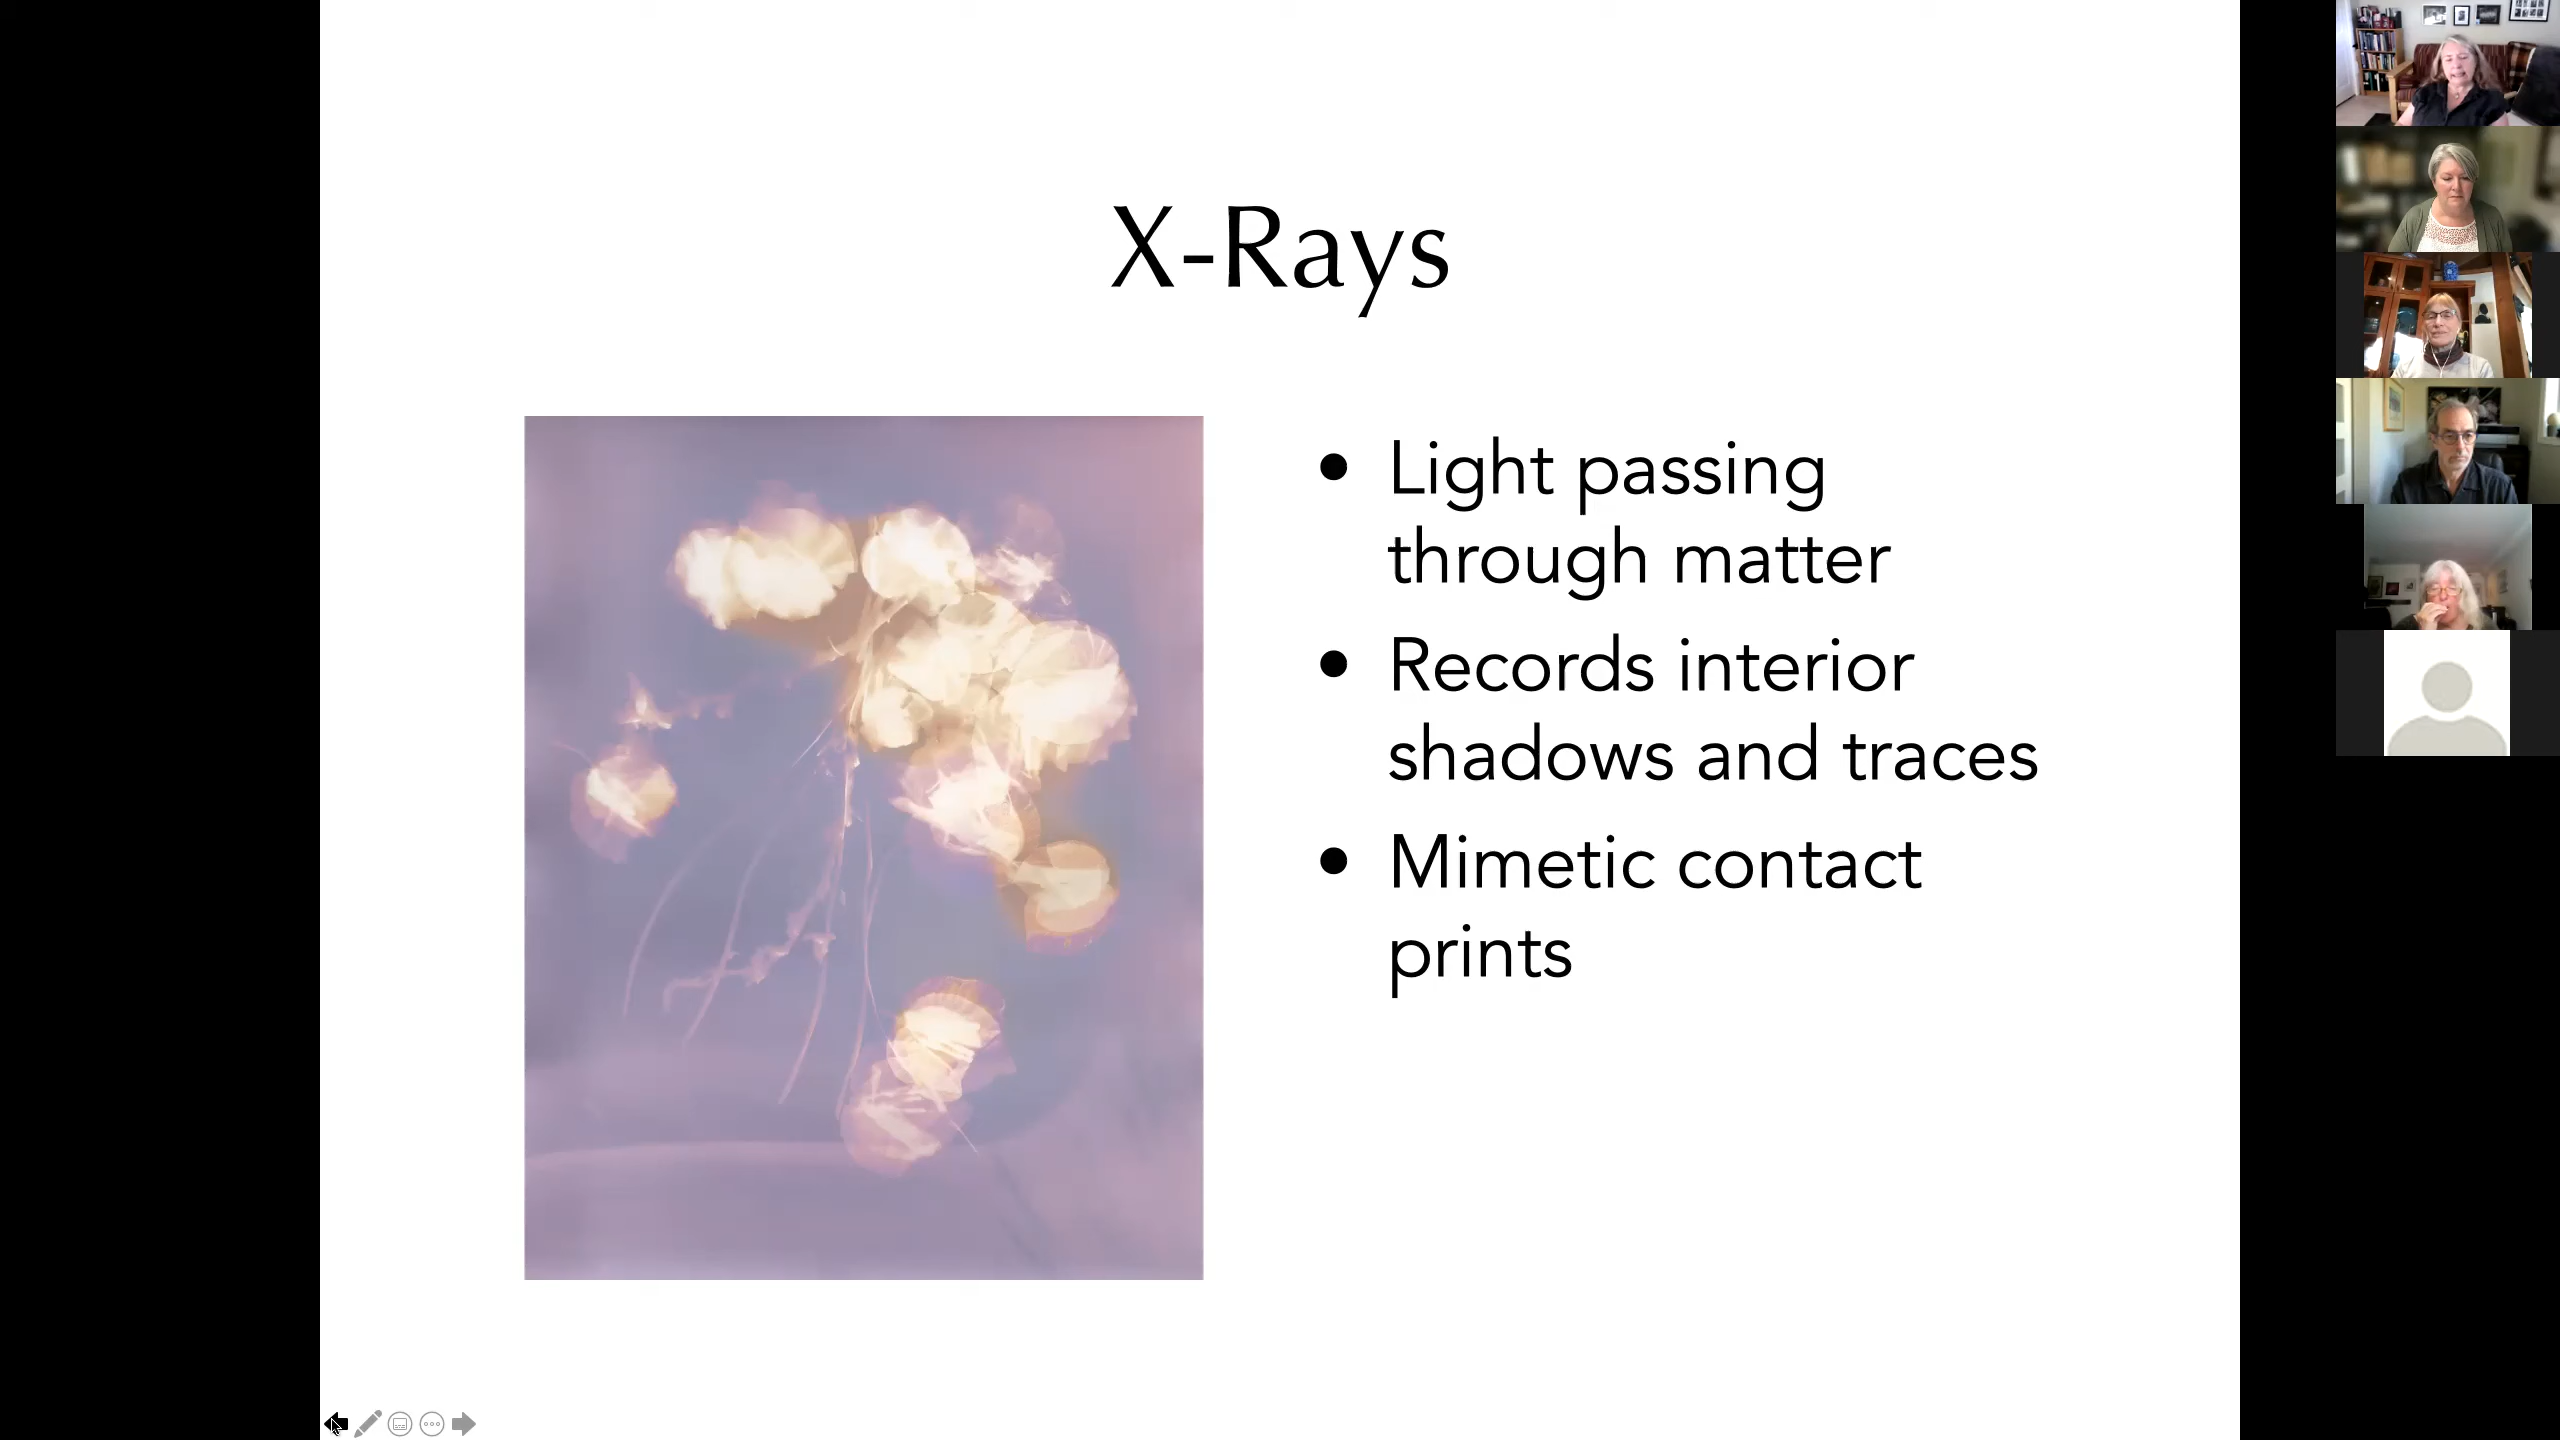 X-Rays
• Light passing
through matter
• Records interior
shadows and traces
• Mimetic contact
prints